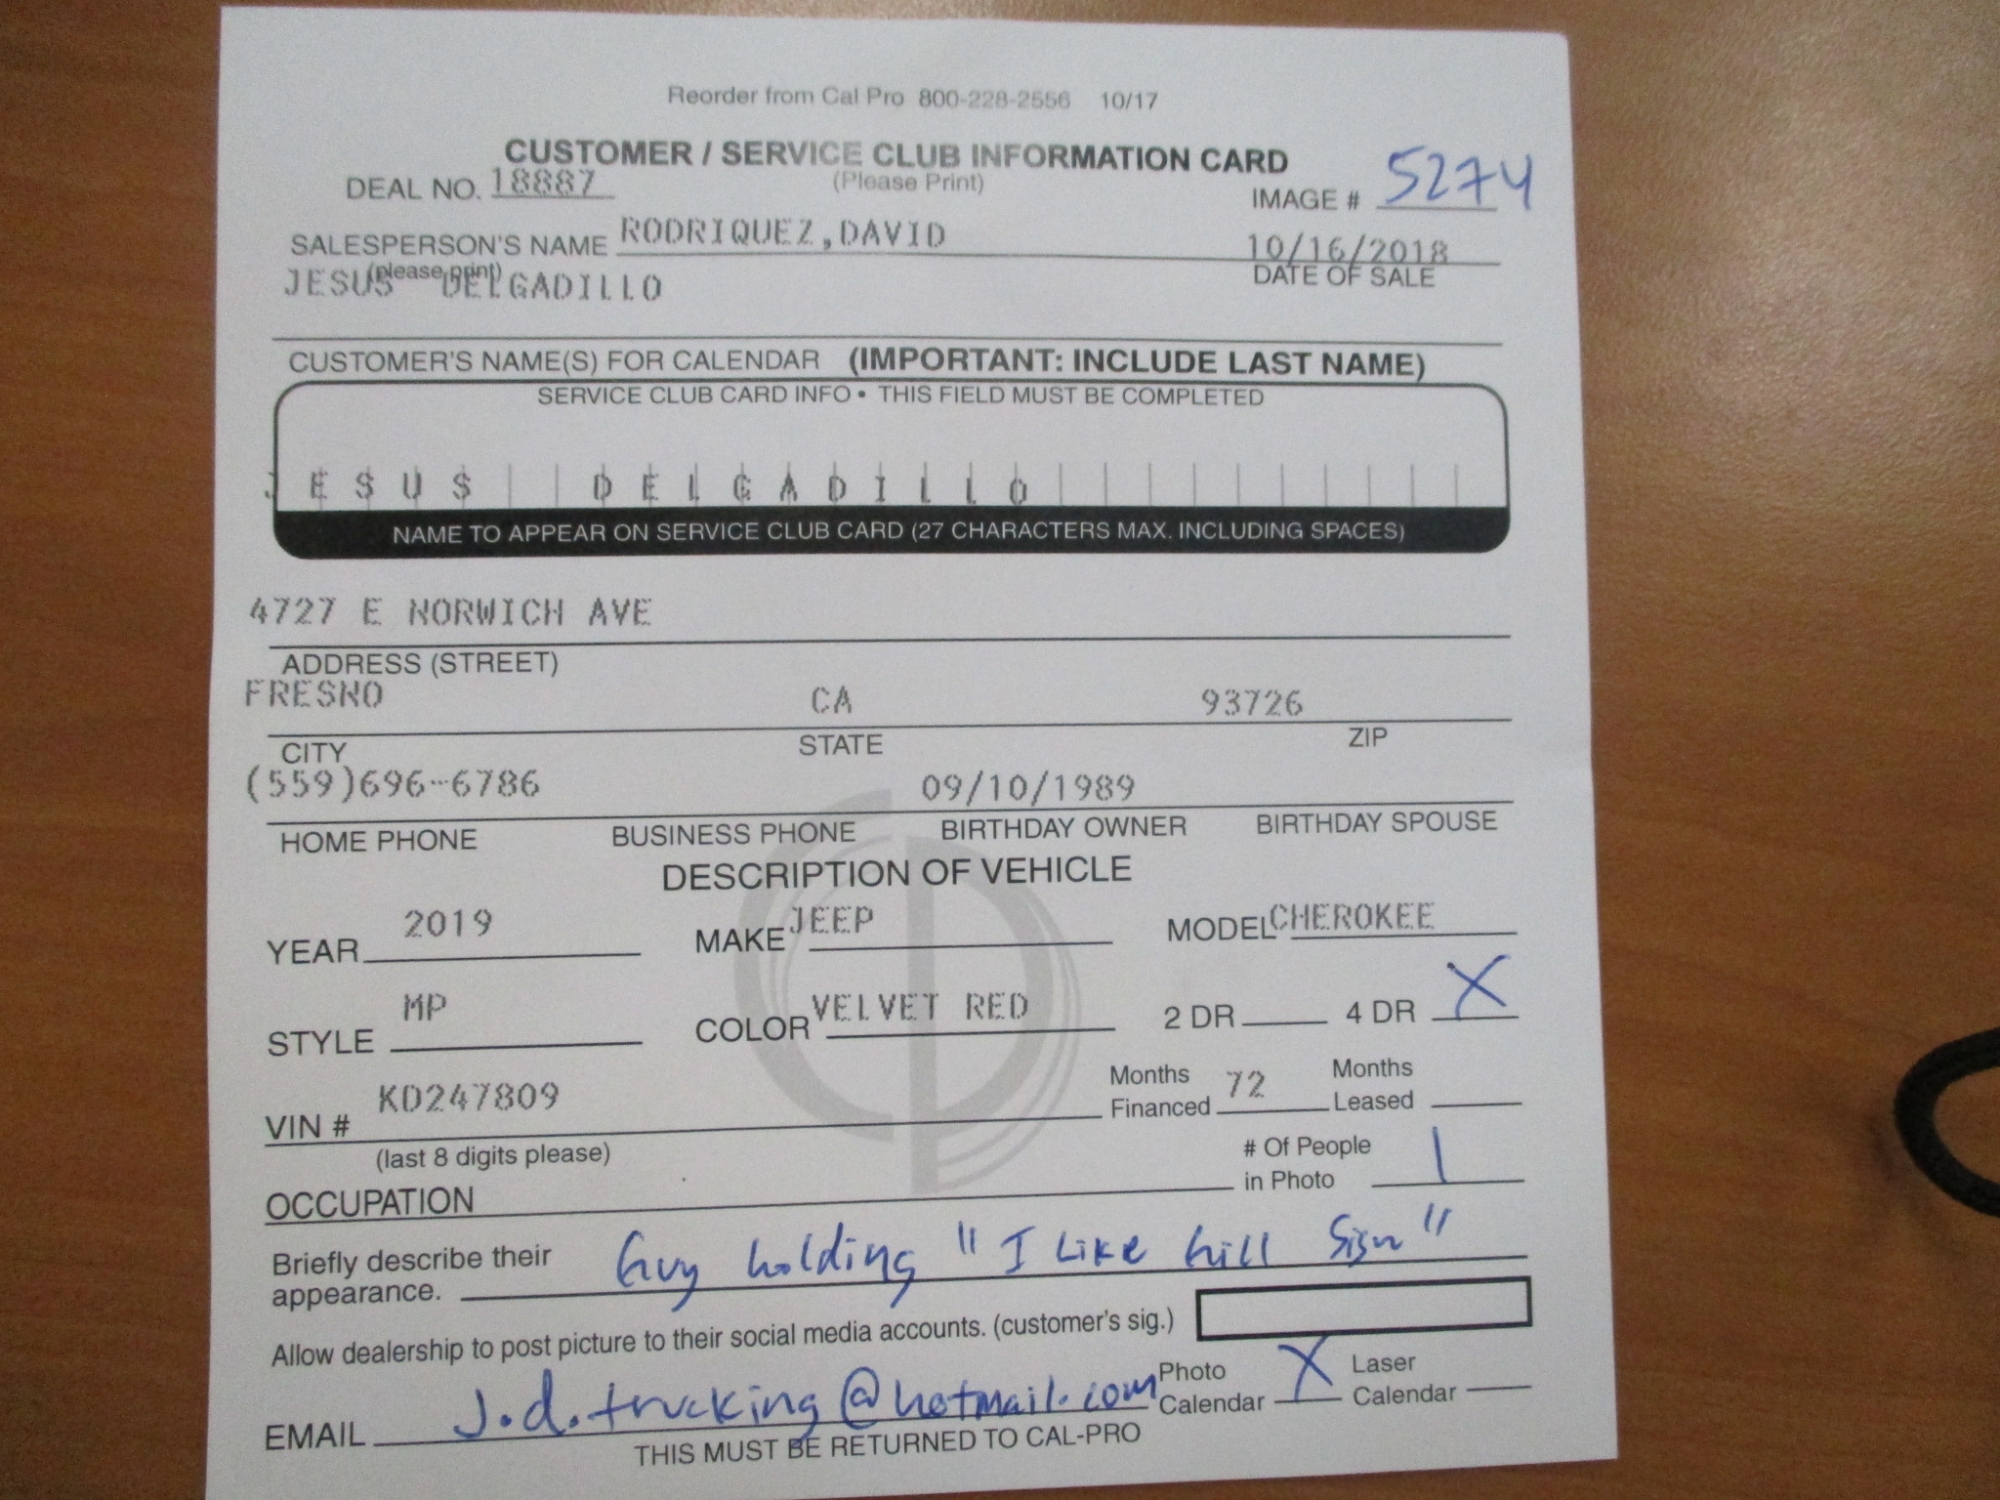 Reorder from Cal Pro 800-228-2556 10/17
CUSTOMER / SERVICE CLUB INFORMATION CARD
(Please Print)
DEAL NO. 18887
IMAGE # 5274
SALESPERSON'S NAME RODRIQUEZ,DAVID
10/16/2018
(please print)
DATE OF SALE
JESUS DELGADILLO
CUSTOMER'S NAME(S) FOR CALENDAR (IMPORTANT: INCLUDE LAST NAME)
SERVICE CLUB CARD INFO • THIS FIELD MUST BE COMPLETED
JESUS DELGADILLO
NAME TO APPEAR ON SERVICE CLUB CARD (27 CHARACTERS MAX. INCLUDING SPACES)
4727 E NORWICH AVE
ADDRESS (STREET)
FRESNO CA 93726
CITY STATE ZIP
(559)696-6786 09/10/1989
HOME PHONE BUSINESS PHONE BIRTHDAY OWNER BIRTHDAY SPOUSE
DESCRIPTION OF VEHICLE
YEAR 2019 MAKE JEEP MODEL CHEROKEE
STYLE MP COLOR VELVET RED 2 DR 4 DR X
VIN # KD247809 Months Financed 72 Months Leased
(last 8 digits please)
# Of People in Photo 1
OCCUPATION
Briefly describe their appearance. Guy holding "I Like hill Sign"
Allow dealership to post picture to their social media accounts. (customer's sig.)
EMAIL J.d.trucking@hotmail.com Photo Calendar X Laser Calendar
THIS MUST BE RETURNED TO CAL-PRO